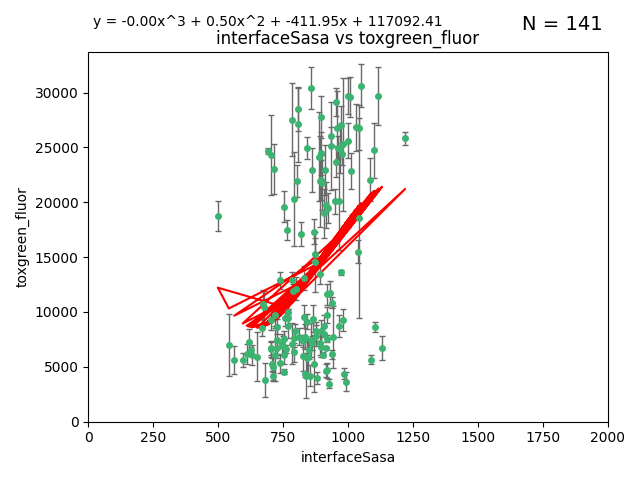 y = -0.00x^3 + 0.50x^2 + -411.95x + 117092.41
N = 141
interfaceSasa vs toxgreen_fluor
30000
25000
20000
15000
10000
5000
0
toxgreen_fluor
0 250 500 750 1000 1250 1500 1750 2000
interfaceSasa